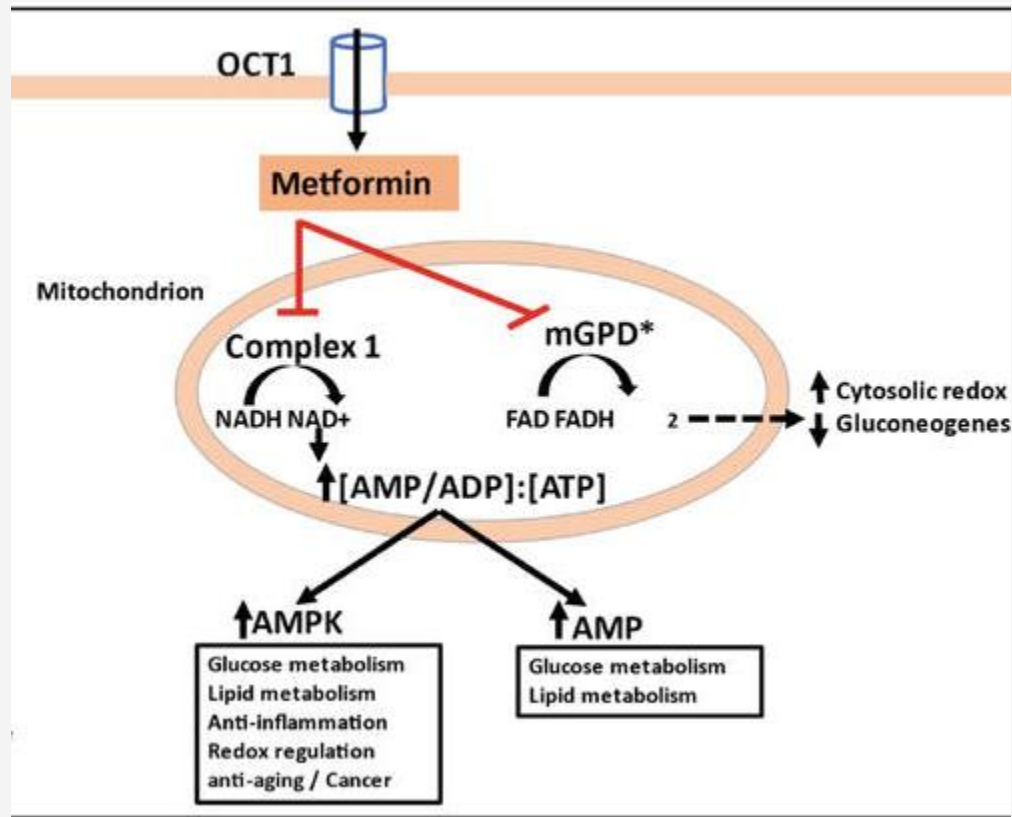 OCT1
Metformin
Mitochondrion
Complex 1
NADH NAD+
mGPD*
FAD FADH 2
↑ Cytosolic redox
↓ Gluconeogenes
↑[AMP/ADP]:[ATP]
↑AMPK
Glucose metabolism
Lipid metabolism
Anti-inflammation
Redox regulation
anti-aging / Cancer
↑AMP
Glucose metabolism
Lipid metabolism